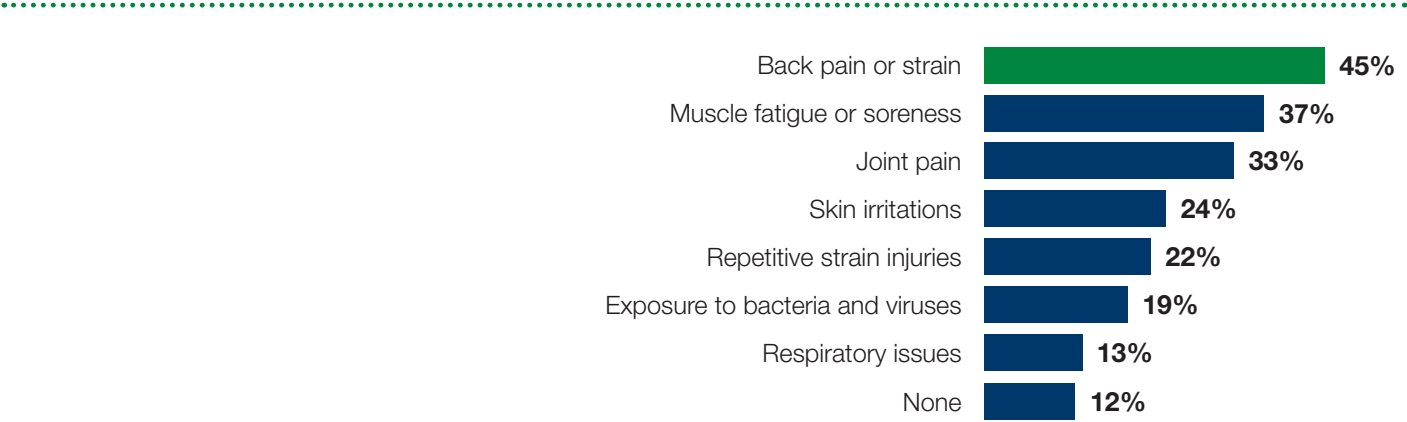 Back pain or strain 45%
Muscle fatigue or soreness 37%
Joint pain 33%
Skin irritations 24%
Repetitive strain injuries 22%
Exposure to bacteria and viruses 19%
Respiratory issues 13%
None 12%